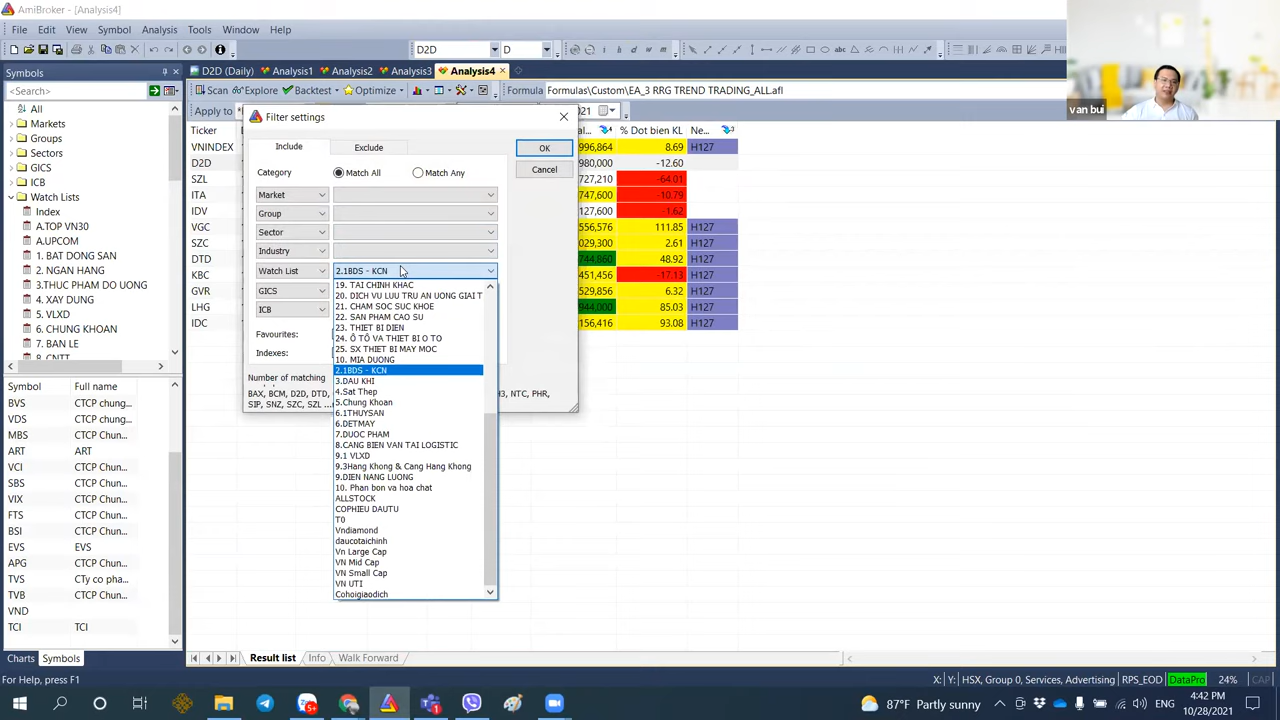 AmiBroker - [Analysis4]
File Edit View Symbol Analysis Tools Window Help
D2D D
Symbols
D2D (Daily) Analysis1 Analysis2 Analysis3 Analysis4
<Search>
Scan Explore Backtest Optimize Formula Formulas\Custom\EA_3 RRG TREND TRADING_ALL.afl
Apply to 2021
van bui
All
Markets
Groups
Sectors
GICS
ICB
Watch Lists
Index
A.TOP VN30
A.UPCOM
1. BAT DONG SAN
2. NGAN HANG
3.THUC PHAM DO UONG
4. XAY DUNG
5. VLXD
6. CHUNG KHOAN
7. BAN LE
8. CNTT
Symbol Full name
BVS CTCP chung...
VDS CTCP chung...
MBS CTCP Chun...
ART ART
VCI CTCP Chun...
SBS CTCP Chun...
VIX CTCP Chun...
FTS CTCP Chun...
BSI CTCP Chun...
EVS EVS
APG CTCP Chun...
TVS CTy co pha...
TVB CTCP Chun...
VND
TCI TCI
Charts Symbols
Ticker % Dot bien KL Ne...
VNINDEX 996,864 8.69 H127
D2D 980,000 -12.60
SZL 727,210 -64.01
ITA 747,600 -10.79
IDV 127,600 -1.62
VGC 556,576 111.85 H127
SZC 029,300 2.61 H127
DTD 744,860 48.92 H127
KBC 451,456 -17.13 H127
GVR 529,856 6.32 H127
LHG 944,000 85.03 H127
IDC 156,416 93.08 H127
Filter settings
Include Exclude
OK
Cancel
Category Match All Match Any
Market
Group
Sector
Industry
Watch List 2.1BDS - KCN
GICS
ICB
Favourites:
Indexes:
Number of matching
BAX, BCM, D2D, DTD, H3, NTC, PHR,
SIP, SNZ, SZC, SZL ...
19. TAI CHINH KHAC
20. DICH VU LUU TRU AN UONG GIAI T
21. CHAM SOC SUC KHOE
22. SAN PHAM CAO SU
23. THIET BI DIEN
24. Ô TÔ VA THIET BI O TO
25. SX THIET BI MAY MOC
10. MIA DUONG
2.1BDS - KCN
3.DAU KHI
4.Sat Thep
5.Chung Khoan
6.1THUYSAN
6.DETMAY
7.DUOC PHAM
8.CANG BIEN VAN TAI LOGISTIC
9.1 VLXD
9.3Hang Khong & Cang Hang Khong
9.DIEN NANG LUONG
10. Phan bon va hoa chat
ALLSTOCK
COPHIEU DAUTU
T0
Vndiamond
daucotaichinh
Vn Large Cap
VN Mid Cap
VN Small Cap
VN UTI
Cohoigiaodich
Result list Info Walk Forward
For Help, press F1
X: Y: HSX, Group 0, Services, Advertising RPS_EOD DataPro 24% CAP
5+
87°F Partly sunny
4:42 PM
10/28/2021